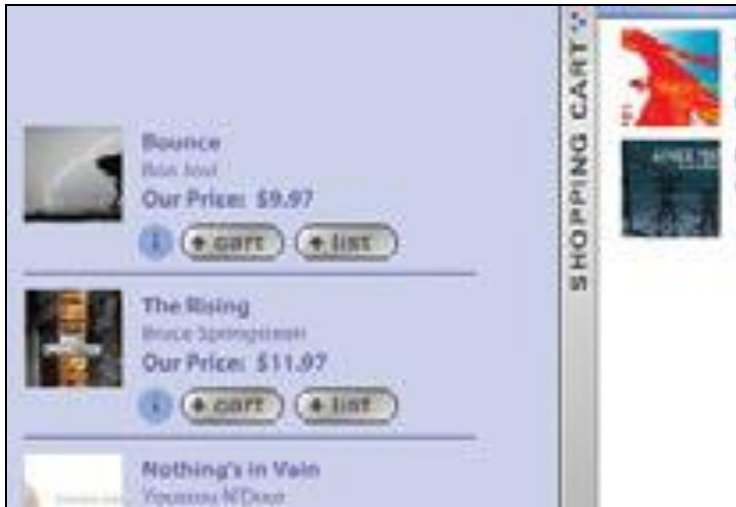 Bounce
Bon Jovi
Our Price: $9.97
i + cart + list
The Rising
Bruce Springsteen
Our Price: $11.97
i + cart + list
Nothing's in Vain
Youssou N'Dour
SHOPPING CART